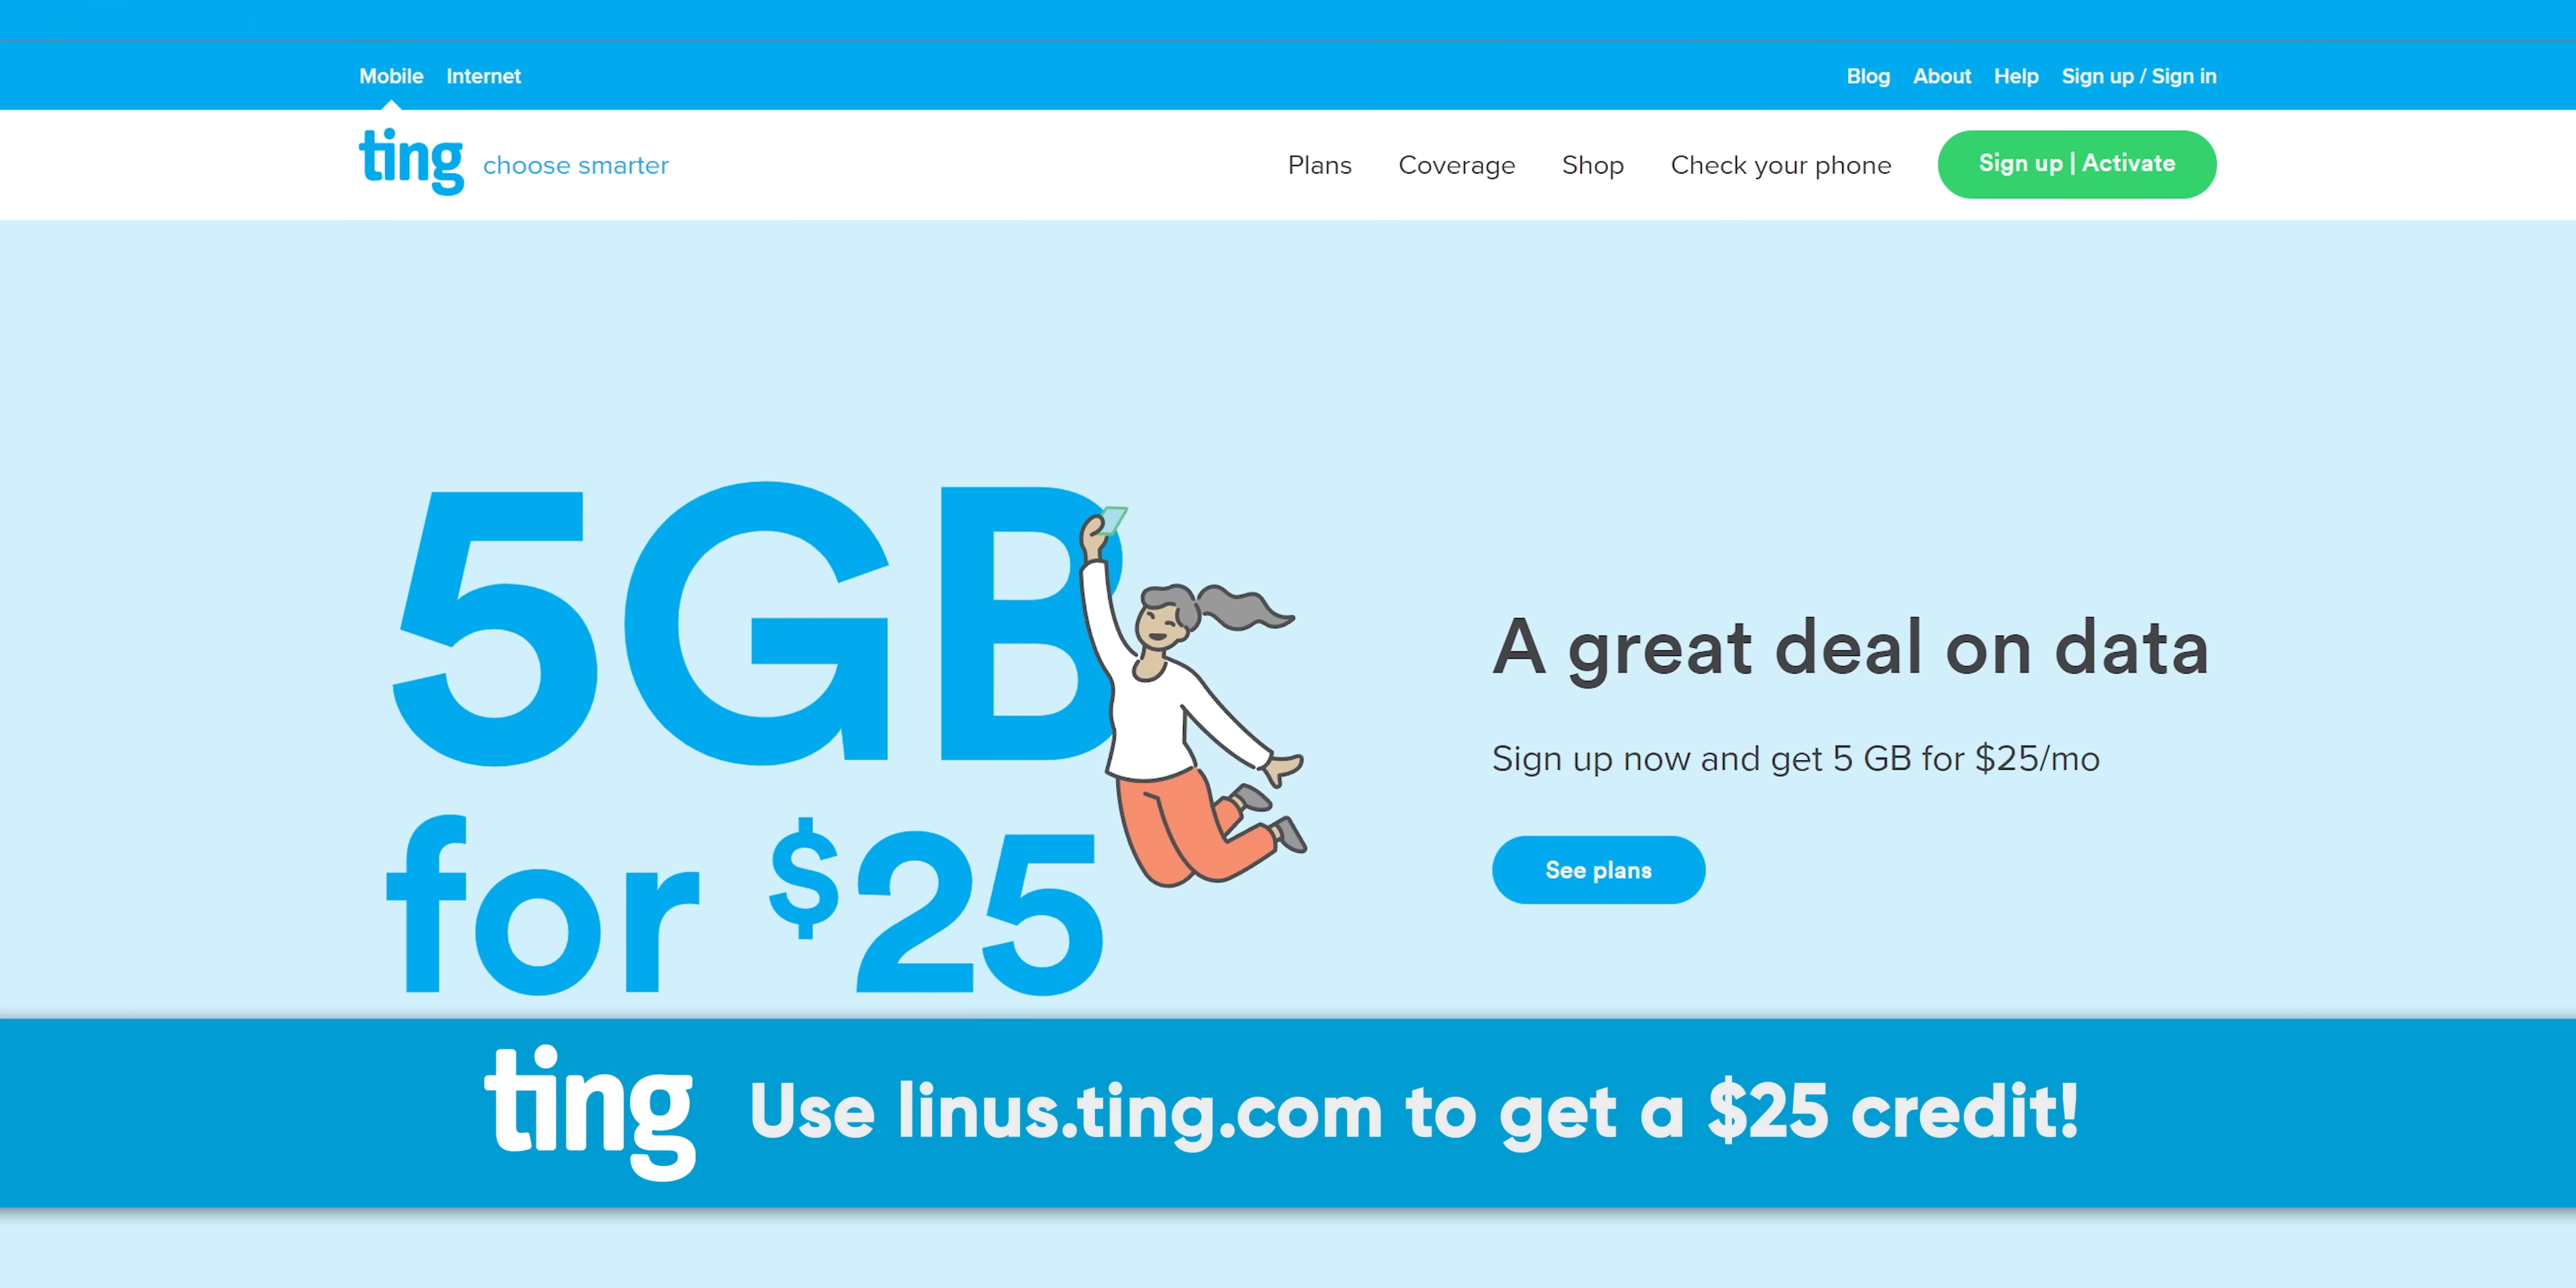 Mobile Internet Blog About Help Sign up / Sign in
ting choose smarter Plans Coverage Shop Check your phone Sign up | Activate
5GB
for $25
A great deal on data
Sign up now and get 5 GB for $25/mo
See plans
ting Use linus.ting.com to get a $25 credit!